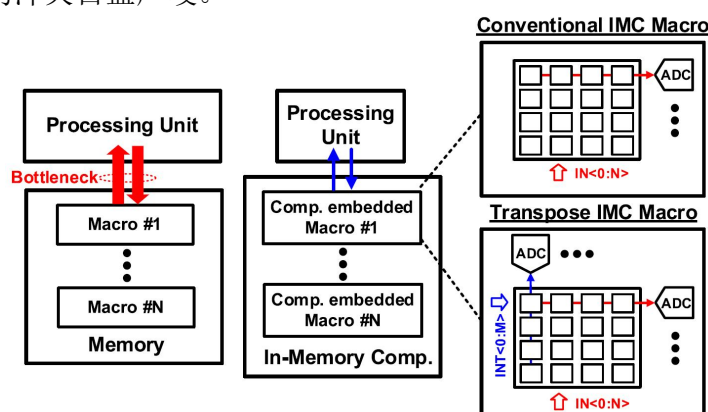 Conventional IMC Macro
ADC
IN<0:N>
Processing Unit
Bottleneck
Macro #1
Macro #N
Memory
Processing
Unit
Comp. embedded
Macro #1
Comp. embedded
Macro #N
In-Memory Comp.
Transpose IMC Macro
ADC
ADC
INT<0:M>
IN<0:N>